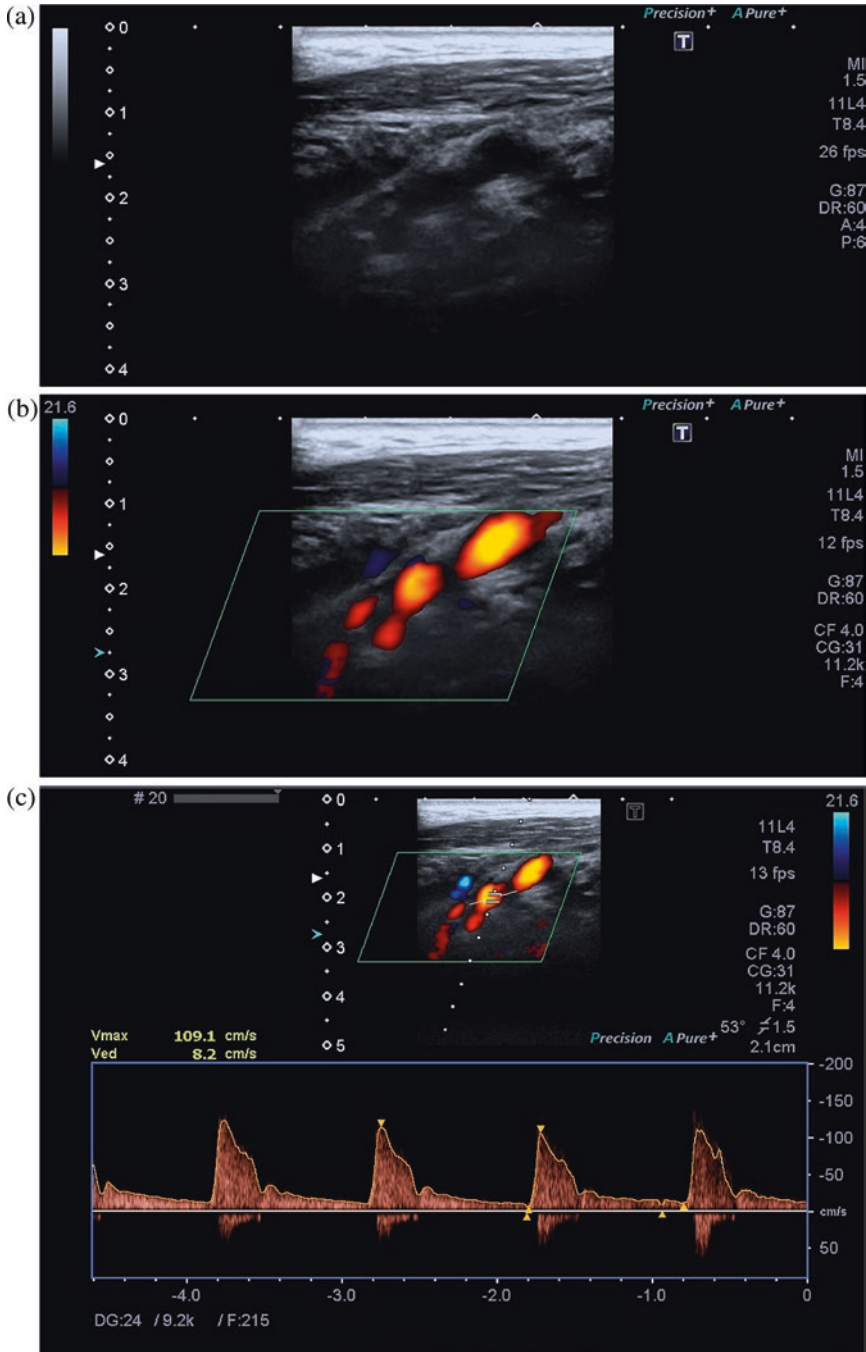 (a)
Precision+ A Pure+
0
T
MI
1.5
1
11L4
T8.4
26 fps
2
G:87
DR:60
A:4
P:6
3
4
(b)
21.6
Precision+ A Pure+
0
T
MI
1.5
1
11L4
T8.4
12 fps
2
G:87
DR:60
CF 4.0
CG:31
3
11.2k
F:4
4
(c)
# 20
0
T
21.6
1
11L4
T8.4
13 fps
2
G:87
DR:60
3
CF 4.0
CG:31
11.2k
4
F:4
53° 1.5
Vmax 109.1 cm/s
Ved 8.2 cm/s
5
Precision A Pure+
2.1cm
-200
-150
-100
-50
cm/s
50
-4.0 -3.0 -2.0 -1.0 0
DG:24 / 9.2k / F:215